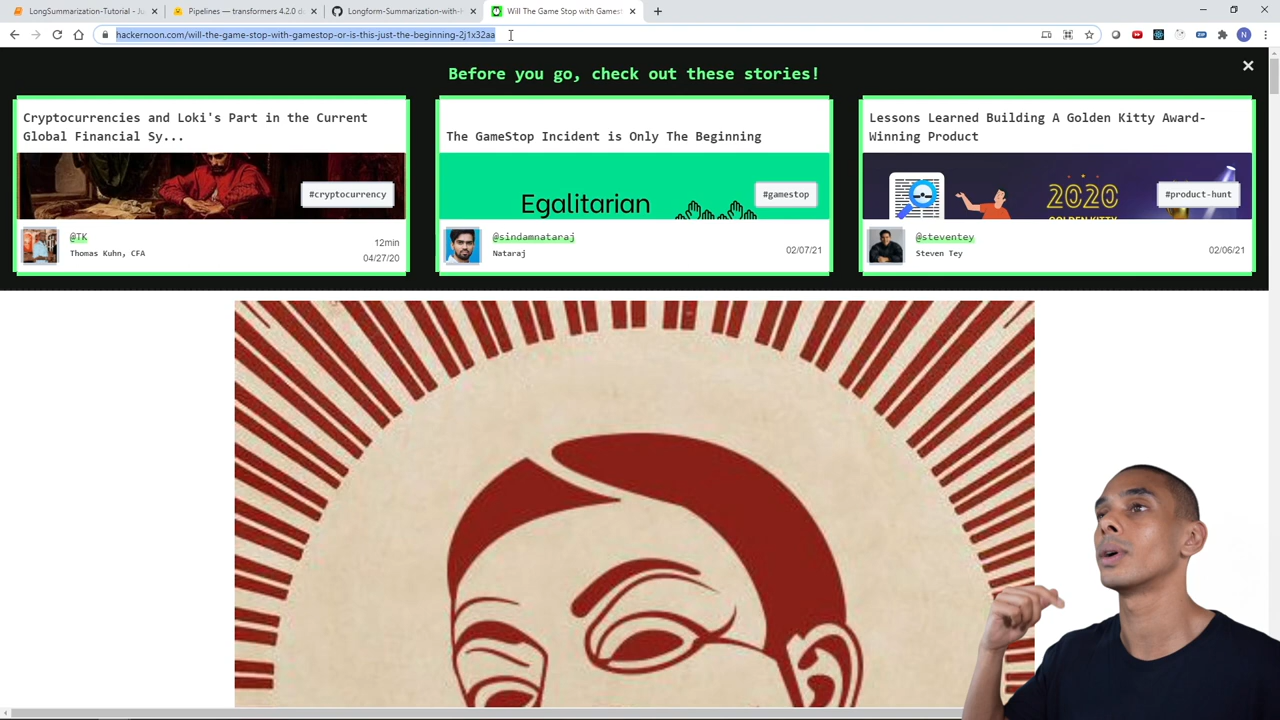 LongSummarization-Tutorial - Ju
Pipelines — transformers 4.2.0 d
Longform-Summarization-with-
Will The Game Stop with Gamest
hackernoon.com/will-the-game-stop-with-gamestop-or-is-this-just-the-beginning-2j1x32aa
N
Before you go, check out these stories!
Cryptocurrencies and Loki's Part in the Current
Global Financial Sy...
#cryptocurrency
@TK
Thomas Kuhn, CFA
12min
04/27/20
The GameStop Incident is Only The Beginning
Egalitarian
#gamestop
@sindamnataraj
Nataraj
02/07/21
Lessons Learned Building A Golden Kitty Award-
Winning Product
2020
GOLDEN KITTY
#product-hunt
@steventey
Steven Tey
02/06/21